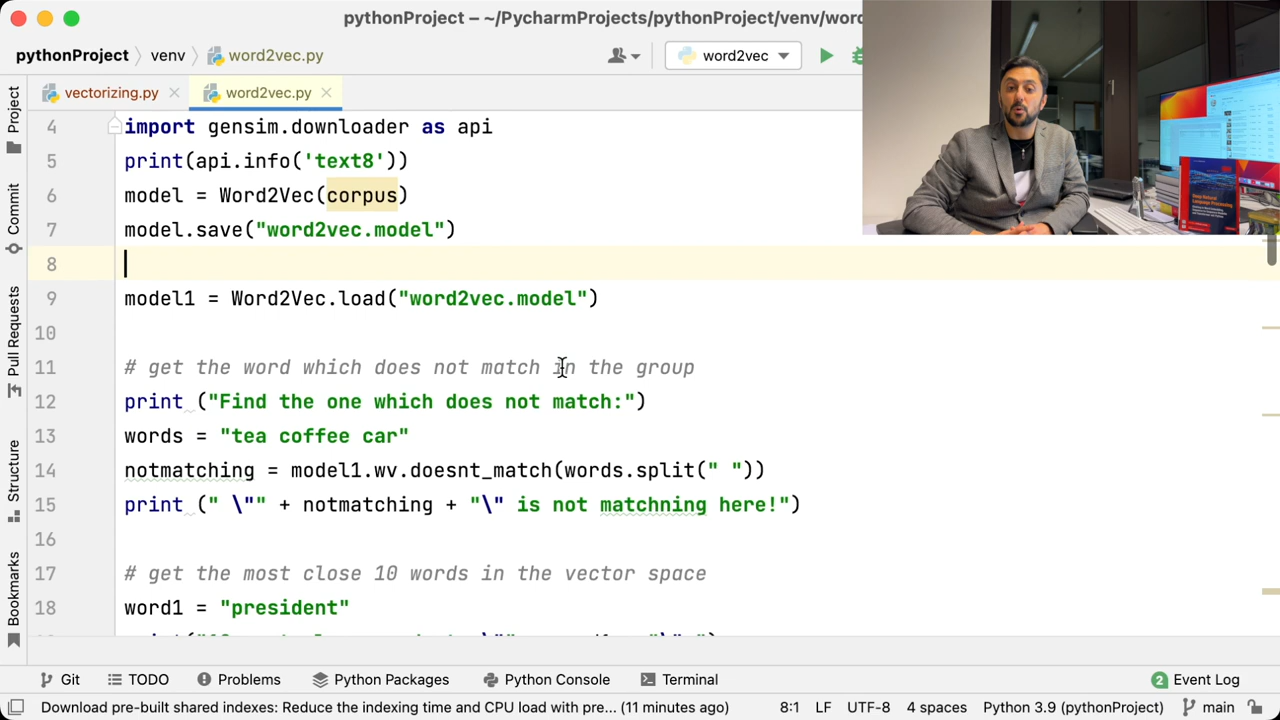 pythonProject – ~/PycharmProjects/pythonProject/venv/word
pythonProject venv word2vec.py
word2vec
vectorizing.py word2vec.py
Project
Commit
Pull Requests
Structure
Bookmarks
4 import gensim.downloader as api
5 print(api.info('text8'))
6 model = Word2Vec(corpus)
7 model.save("word2vec.model")
8
9 model1 = Word2Vec.load("word2vec.model")
10
11 # get the word which does not match in the group
12 print ("Find the one which does not match:")
13 words = "tea coffee car"
14 notmatching = model1.wv.doesnt_match(words.split(" "))
15 print (" \"" + notmatching + "\" is not matchning here!")
16
17 # get the most close 10 words in the vector space
18 word1 = "president"
Git TODO Problems Python Packages Python Console Terminal 2 Event Log
Download pre-built shared indexes: Reduce the indexing time and CPU load with pre... (11 minutes ago) 8:1 LF UTF-8 4 spaces Python 3.9 (pythonProject) main